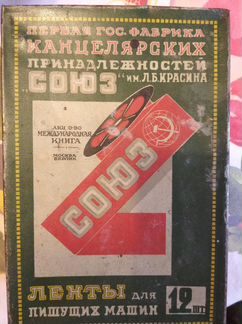 ПЕРВАЯ ГОС. ФАБРИКА
КАНЦЕЛЯРСКИХ
ПРИНАДЛЕЖНОСТЕЙ
"СОЮЗ" ИМ. Л.Б. КРАСИНА
АКЦ. О-ВО
МЕЖДУНАРОДНАЯ
КНИГА
МОСКВА
СОЮЗ
СОЮЗ
ЛЕНТЫ ДЛЯ
ПИШУЩИХ МАШИН
12 ШТ.